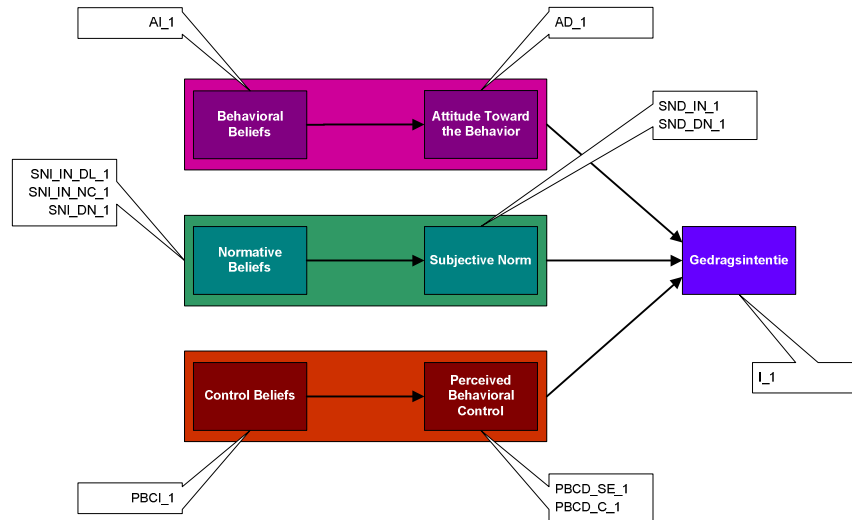 AI_1
AD_1
Behavioral
Beliefs
Attitude Toward
the Behavior
SND_IN_1
SND_DN_1
SNI_IN_DL_1
SNI_IN_NC_1
SNI_DN_1
Normative
Beliefs
Subjective Norm
Gedragsintentie
I_1
Control Beliefs
Perceived
Behavioral
Control
PBCI_1
PBCD_SE_1
PBCD_C_1